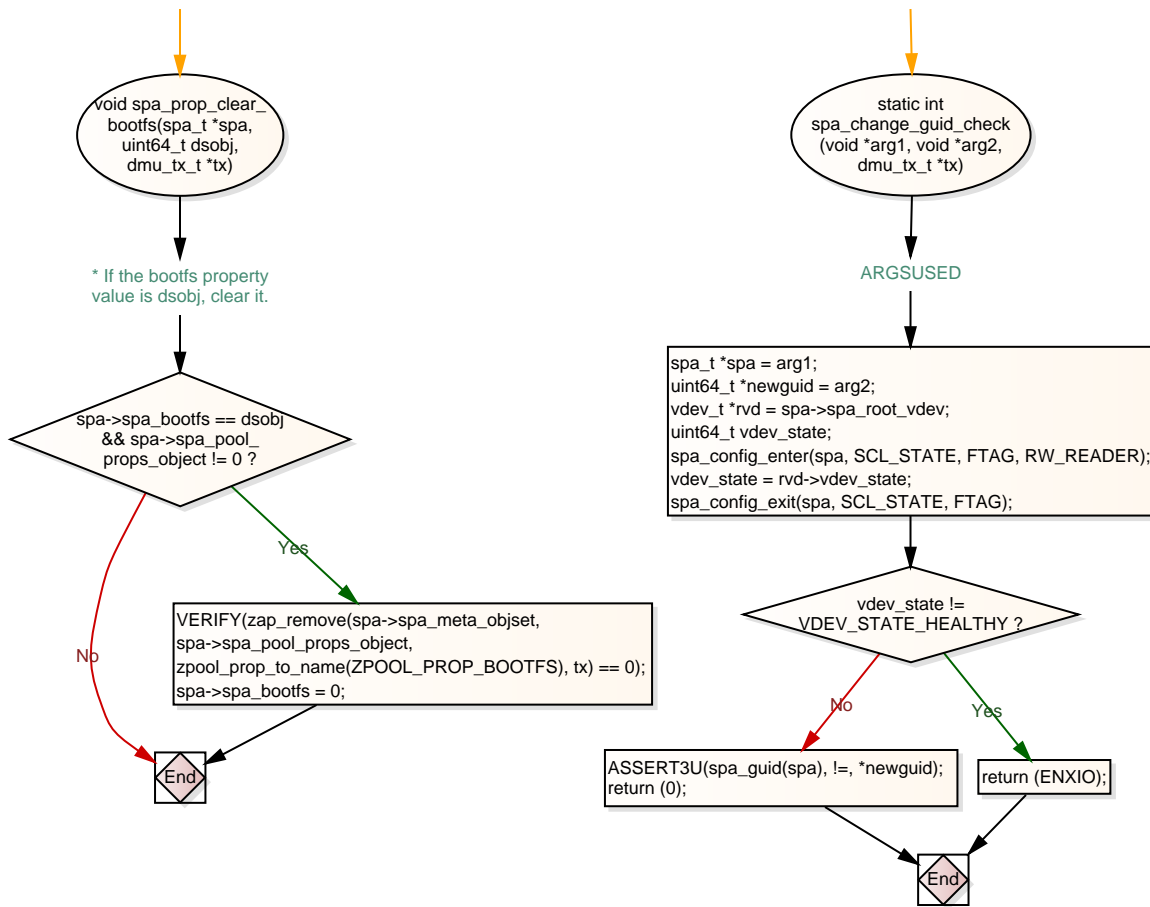 void spa_prop_clear_
bootfs(spa_t *spa,
uint64_t dsobj,
dmu_tx_t *tx)
* If the bootfs property
value is dsobj, clear it.
spa->spa_bootfs == dsobj
&& spa->spa_pool_
props_object != 0 ?
Yes
No
VERIFY(zap_remove(spa->spa_meta_objset,
spa->spa_pool_props_object,
zpool_prop_to_name(ZPOOL_PROP_BOOTFS), tx) == 0);
spa->spa_bootfs = 0;
End
static int
spa_change_guid_check
(void *arg1, void *arg2,
dmu_tx_t *tx)
ARGSUSED
spa_t *spa = arg1;
uint64_t *newguid = arg2;
vdev_t *rvd = spa->spa_root_vdev;
uint64_t vdev_state;
spa_config_enter(spa, SCL_STATE, FTAG, RW_READER);
vdev_state = rvd->vdev_state;
spa_config_exit(spa, SCL_STATE, FTAG);
vdev_state !=
VDEV_STATE_HEALTHY ?
No
Yes
ASSERT3U(spa_guid(spa), !=, *newguid);
return (0);
return (ENXIO);
End